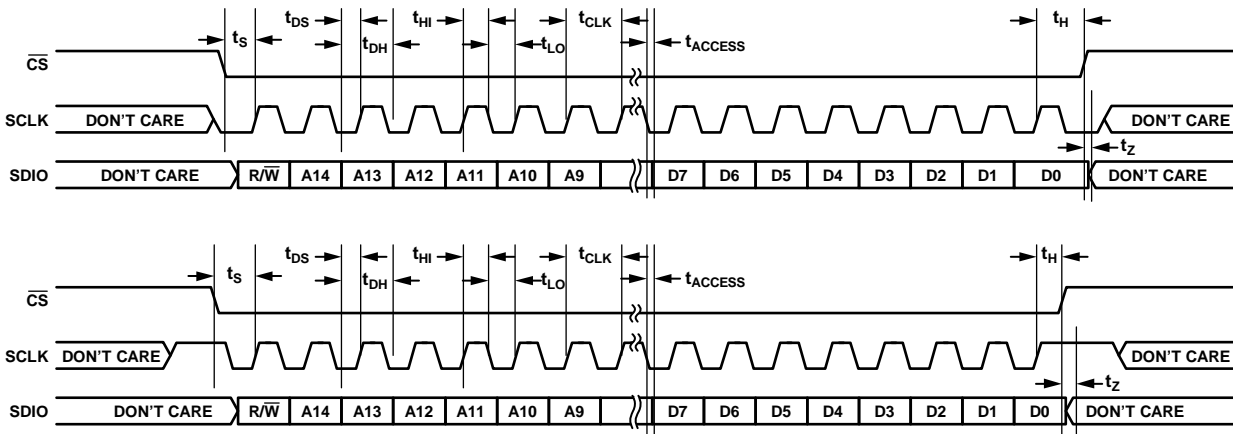 tDS tHI tCLK tH
tS tDH tLO tACCESS
CS
SCLK DON'T CARE DON'T CARE
tZ
SDIO DON'T CARE R/W A14 A13 A12 A11 A10 A9 D7 D6 D5 D4 D3 D2 D1 D0 DON'T CARE
tDS tHI tCLK tH
tS tDH tLO tACCESS
CS
SCLK DON'T CARE DON'T CARE
tZ
SDIO DON'T CARE R/W A14 A13 A12 A11 A10 A9 D7 D6 D5 D4 D3 D2 D1 D0 DON'T CARE